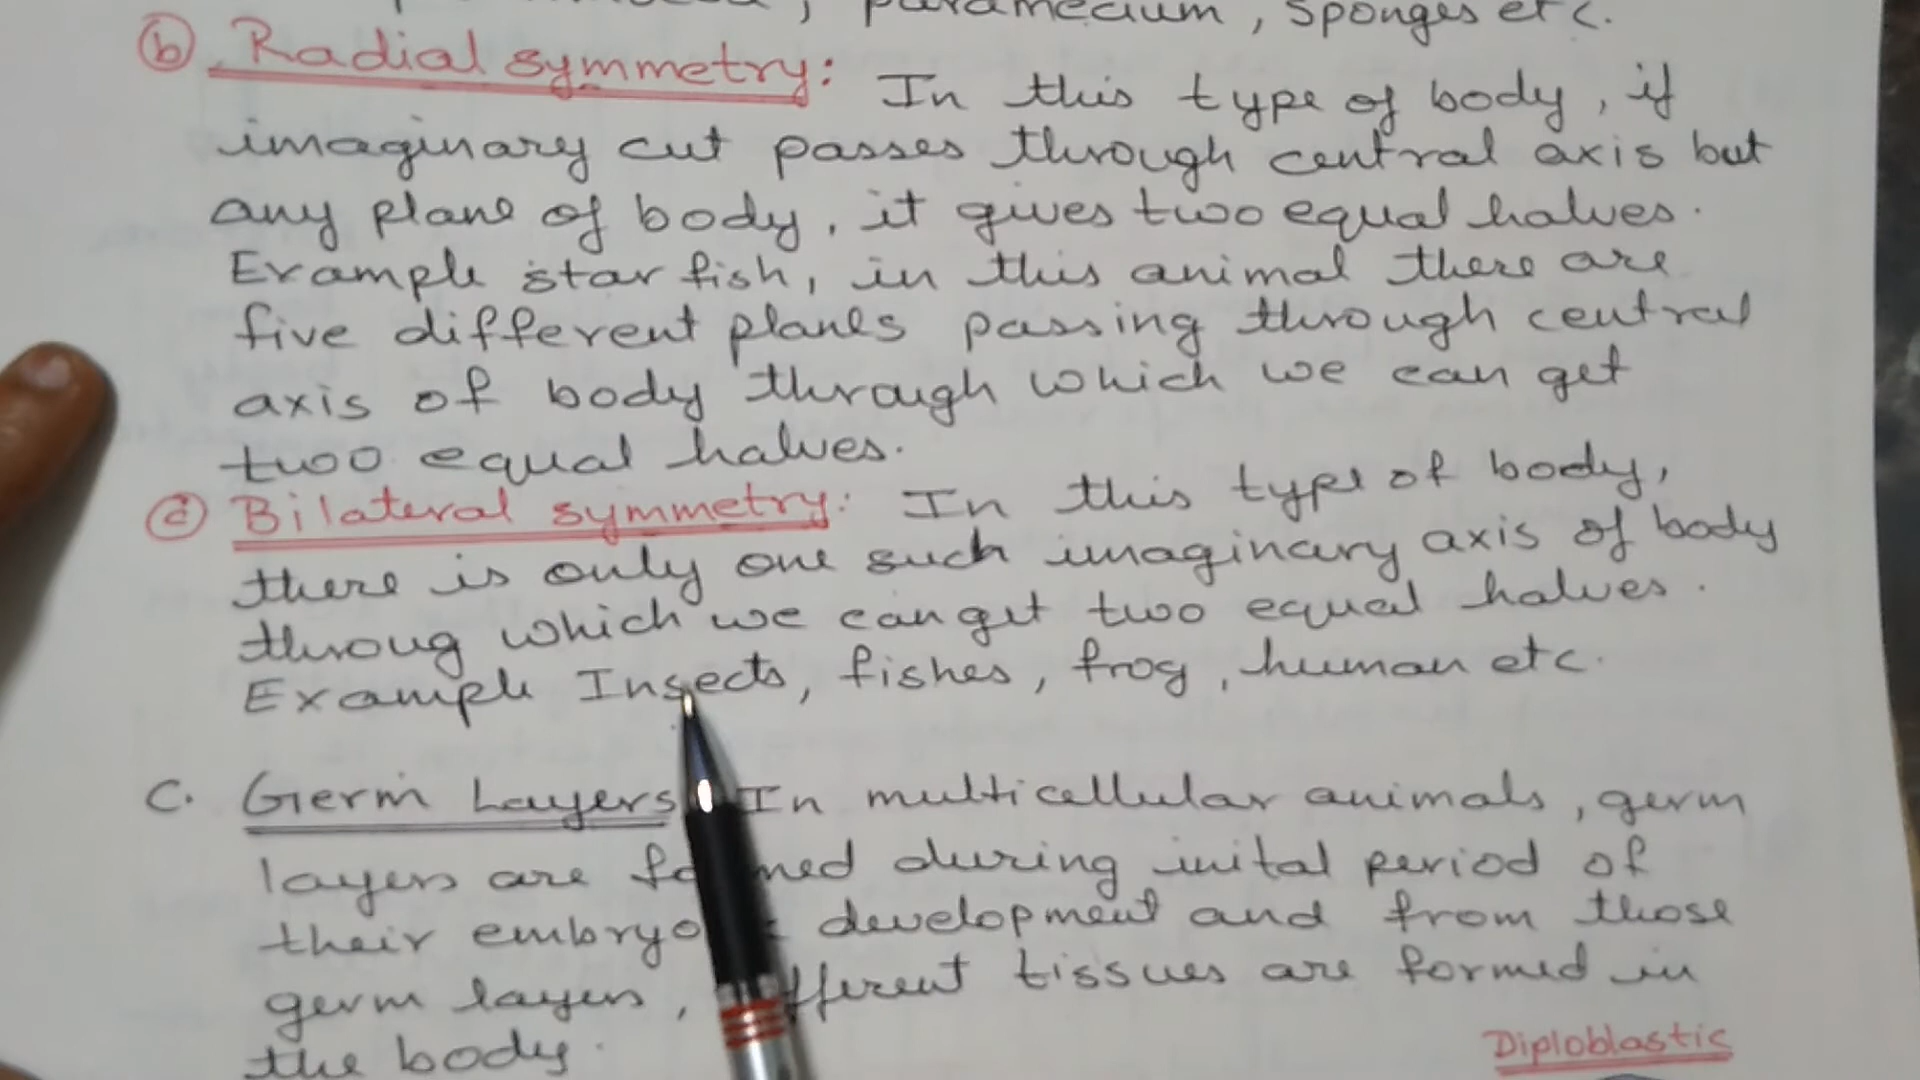 , paramecium, sponges etc.
ⓑ Radial symmetry: In this type of body, if
imaginary cut passes through central axis but
any plane of body, it gives two equal halves.
Example star fish, in this animal there are
five different planes passing through central
axis of body through which we can get
two equal halves.
ⓒ Bilateral symmetry: In this type of body,
there is only one such imaginary axis of body
throug which we can get two equal halves.
Example Insects, fishes, frog, human etc.
C. Germ Layers In multicellular animals, germ
layers are formed during inital period of
their embryo development and from those
germ layers, different tissues are formed in
the body.
Diploblastic